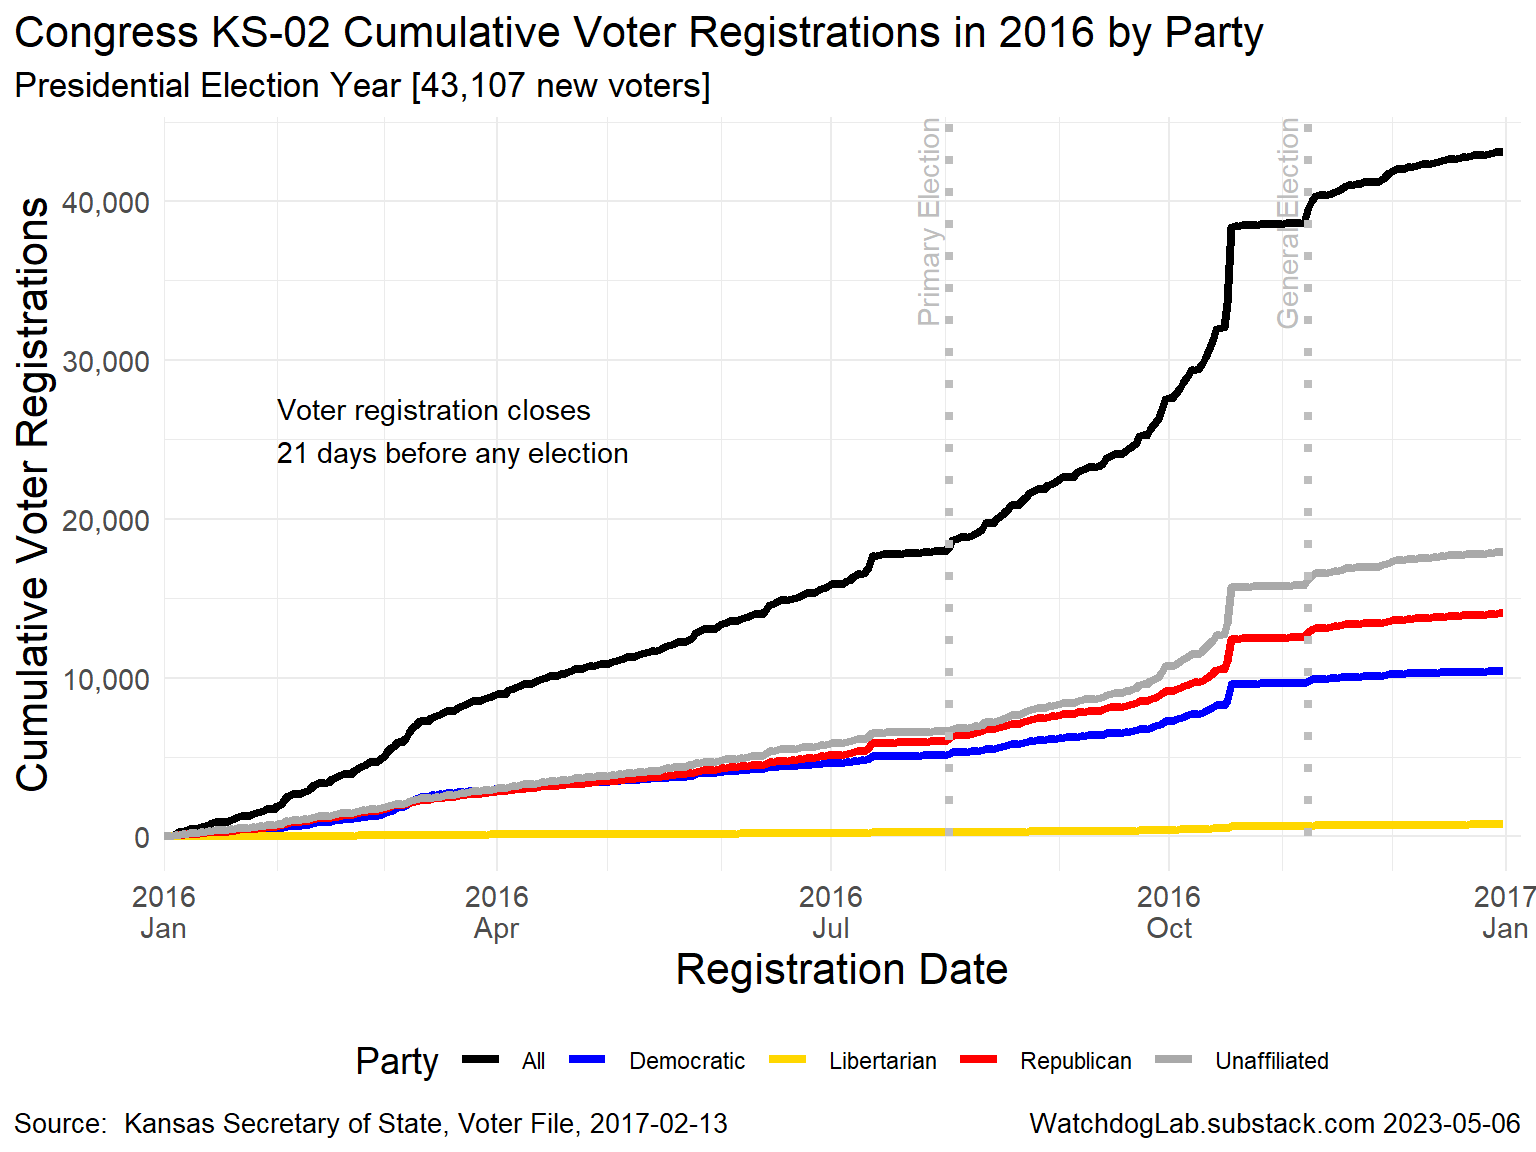 Congress KS-02 Cumulative Voter Registrations in 2016 by Party
Presidential Election Year [43,107 new voters]
Cumulative Voter Registrations
40,000
30,000
20,000
10,000
0
Primary Election
General Election
Voter registration closes
21 days before any election
2016 2016 2016 2016 2017
Jan Apr Jul Oct Jan
Registration Date
Party All Democratic Libertarian Republican Unaffiliated
Source:  Kansas Secretary of State, Voter File, 2017-02-13
WatchdogLab.substack.com 2023-05-06